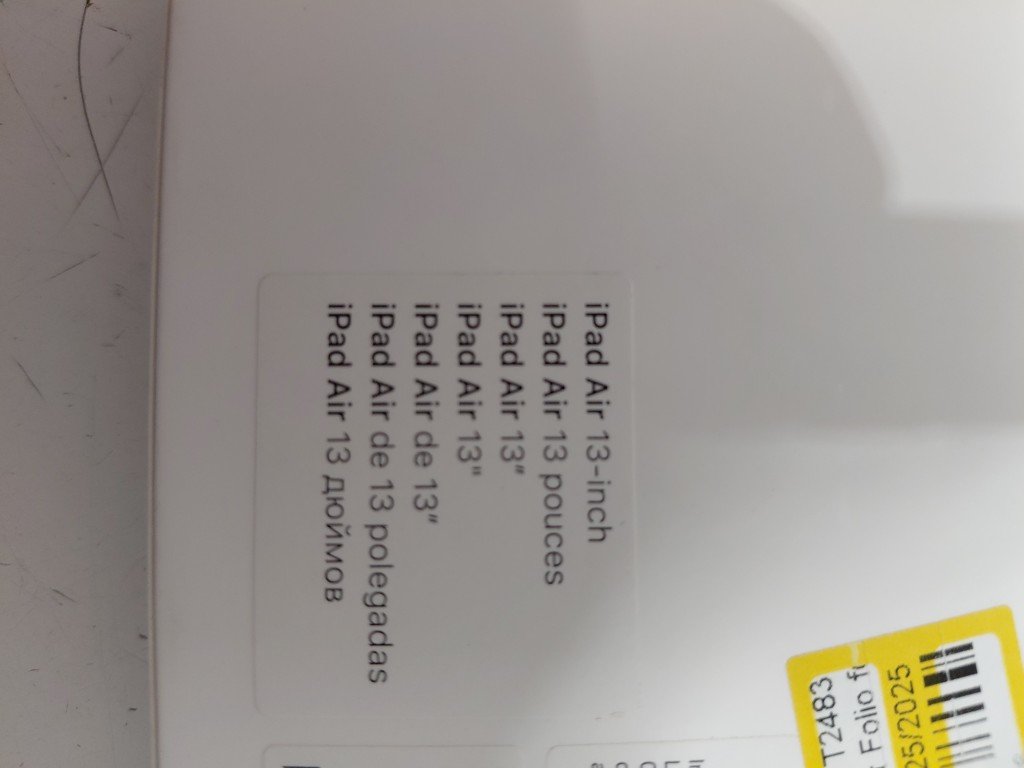 iPad Air 13-inch
iPad Air 13 pouces
iPad Air 13″
iPad Air 13"
iPad Air de 13″
iPad Air de 13 polegadas
iPad Air 13 дюймов
T2483
Folio
25/2025